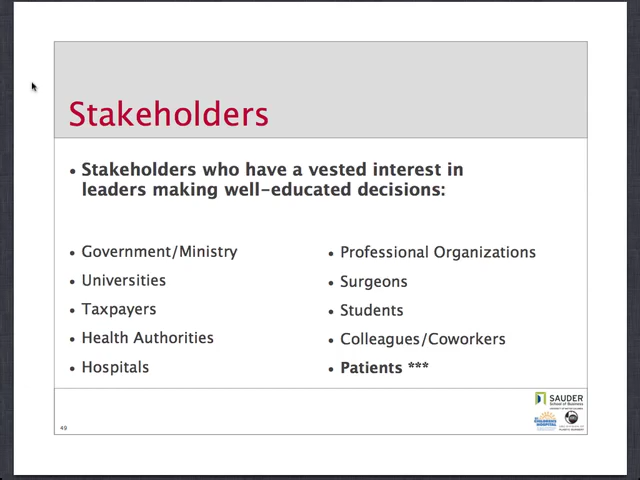 Stakeholders
• Stakeholders who have a vested interest in
leaders making well-educated decisions:
• Government/Ministry
• Universities
• Taxpayers
• Health Authorities
• Hospitals
• Professional Organizations
• Surgeons
• Students
• Colleagues/Coworkers
• Patients ***
SAUDER
School of Business
49